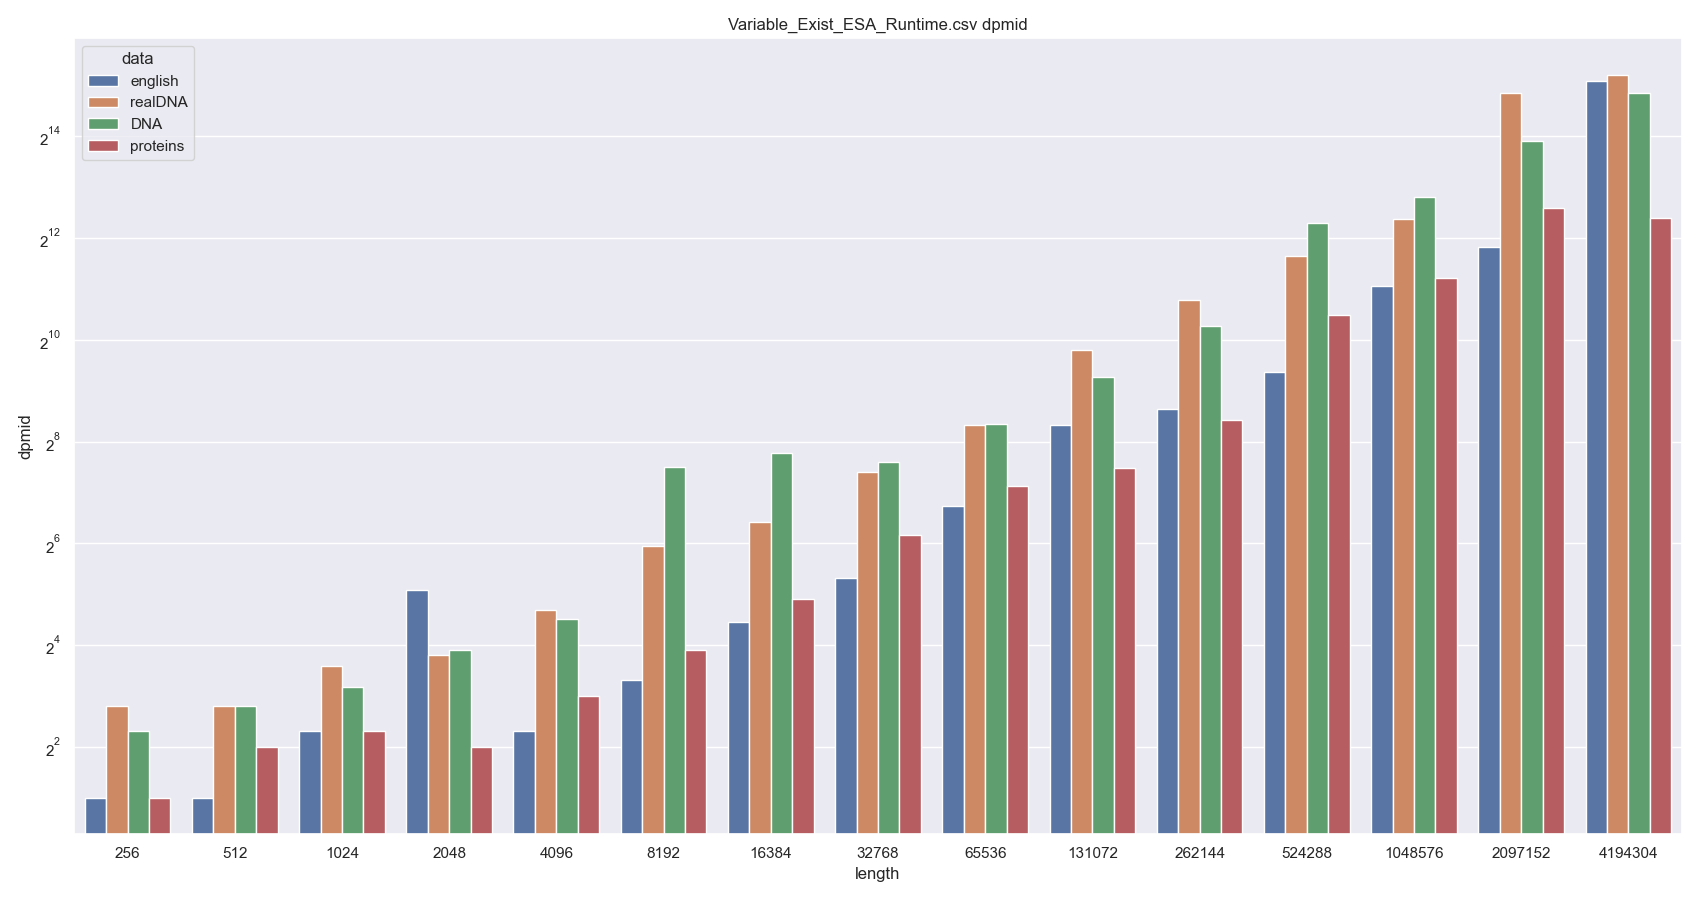 Variable_Exist_ESA_Runtime.csv dpmid
data
english
realDNA
DNA
proteins
2^14
2^12
2^10
2^8
2^6
2^4
2^2
dpmid
256 512 1024 2048 4096 8192 16384 32768 65536 131072 262144 524288 1048576 2097152 4194304
length